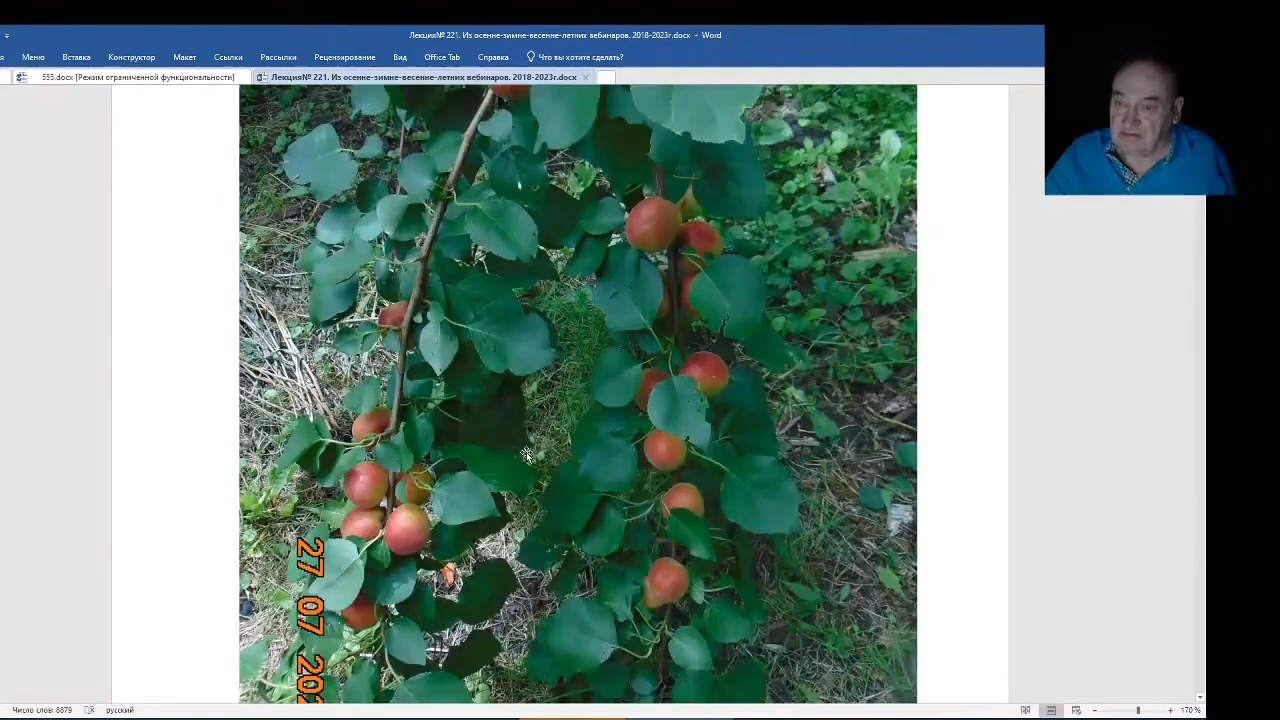 Лекция№ 221. Из осенне-зимне-весенне-летних вебинаров. 2018-2023г.docx - Word
Меню Вставка Конструктор Макет Ссылки Рассылки Рецензирование Вид Office Tab Справка Что вы хотите сделать?
555.docx [Режим ограниченной функциональности] Лекция№ 221. Из осенне-зимне-весенне-летних вебинаров. 2018-2023г.docx
27 07 202
Число слов: 8879 русский 170 %